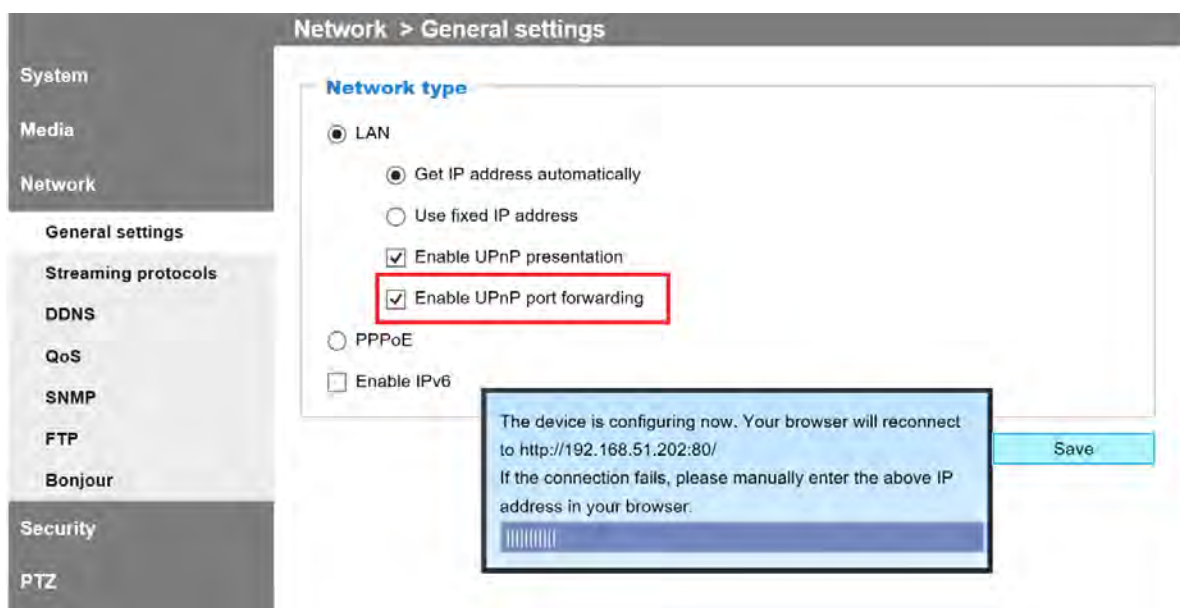 Network > General settings
System
Media
Network
General settings
Streaming protocols
DDNS
QoS
SNMP
FTP
Bonjour
Security
PTZ
Network type
LAN
Get IP address automatically
Use fixed IP address
Enable UPnP presentation
Enable UPnP port forwarding
PPPoE
Enable IPv6
The device is configuring now. Your browser will reconnect
to http://192.168.51.202:80/
If the connection fails, please manually enter the above IP
address in your browser.
Save